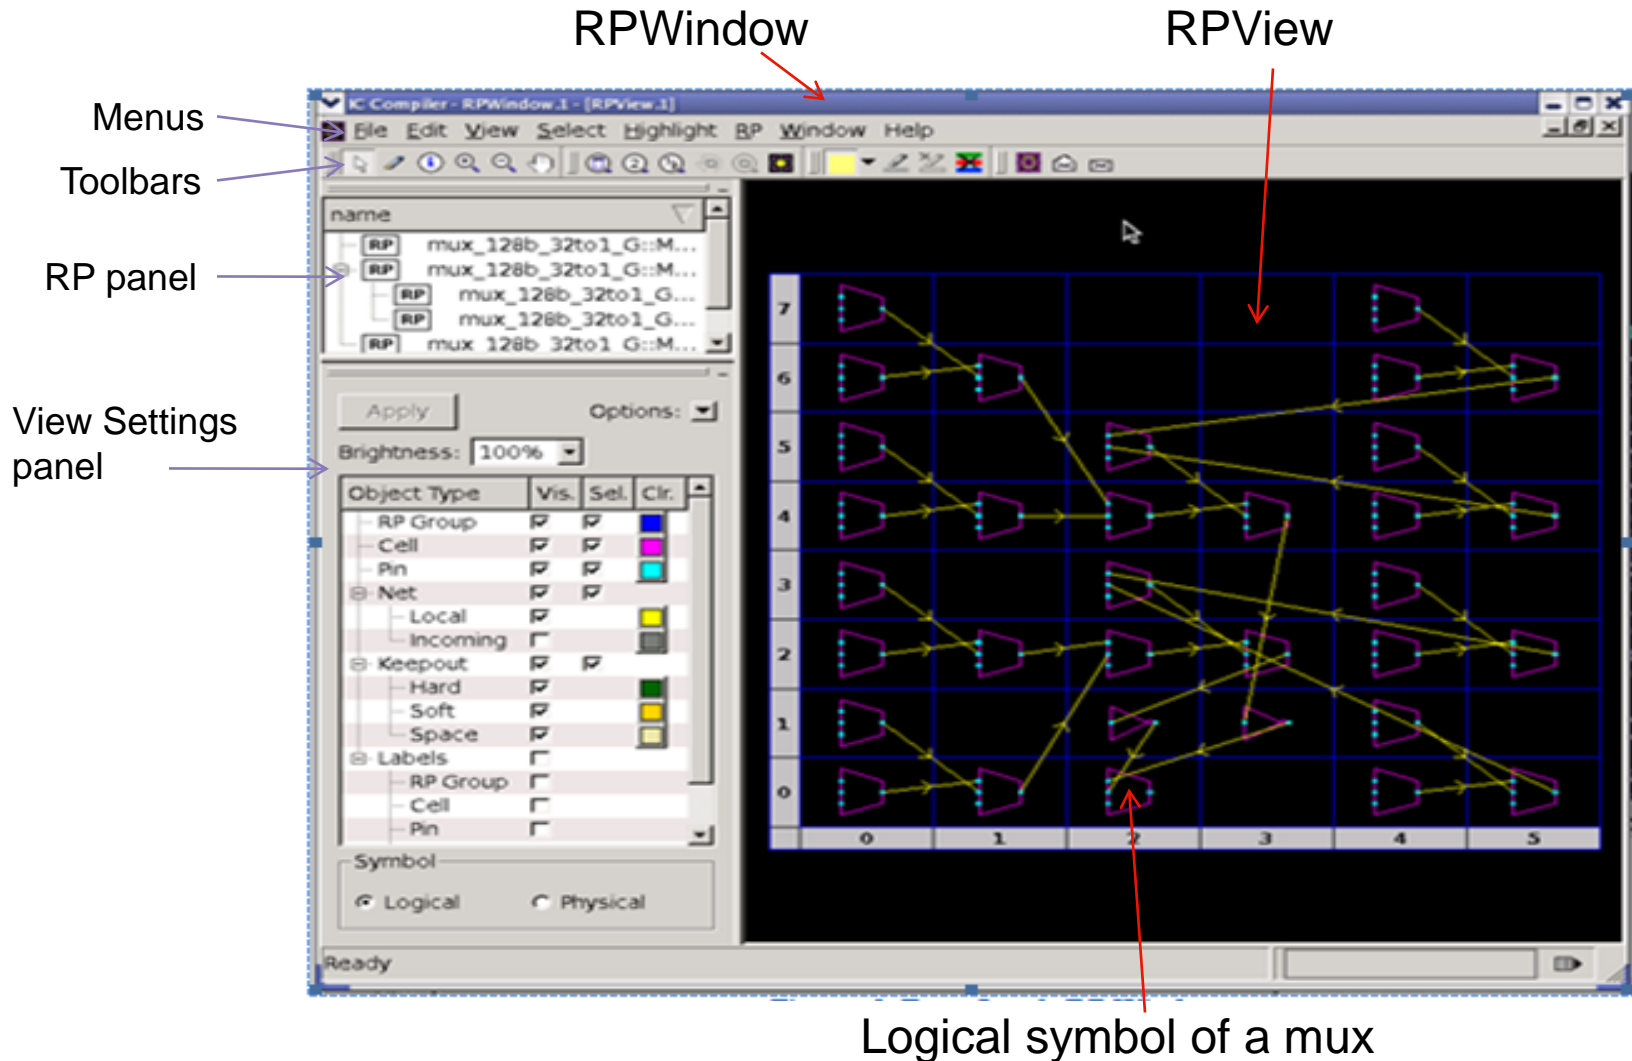 RPWindow
RPView
Menus
Toolbars
RP panel
View Settings
panel
IC Compiler - RPWindow.1 - [RPView.1]
File Edit View Select Highlight RP Window Help
name
RP mux_128b_32to1_G::M...
RP mux_128b_32to1_G::M...
RP mux_128b_32to1_G...
RP mux_128b_32to1_G...
RP mux_128b_32to1_G::M...
Apply Options:
Brightness: 100%
Object Type Vis. Sel. Clr.
RP Group
Cell
Pin
Net
Local
Incoming
Keepout
Hard
Soft
Space
Labels
RP Group
Cell
Pin
Symbol
Logical Physical
Ready
7
6
5
4
3
2
1
0
0 1 2 3 4 5
Logical symbol of a mux